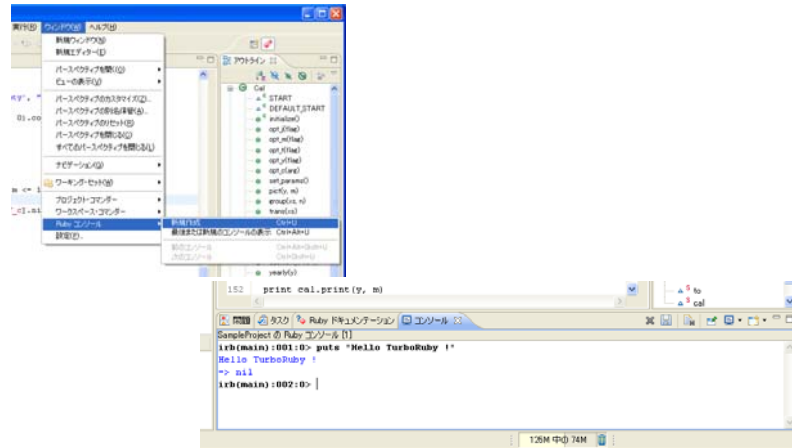 実行(R) ウィンドウ(W) ヘルプ(H)
新規ウィンドウ(N)
新規エディター(E)
パースペクティブを開く(O)
ビューの表示(V)
パースペクティブのカスタマイズ(Z)...
パースペクティブの別名保管(A)...
パースペクティブのリセット(R)
パースペクティブを閉じる(C)
すべてのパースペクティブを閉じる(L)
ナビゲーション(G)
ワーキング・セット(W)
プロジェクト・コマンダー
ワークスペース・コマンダー
Ruby コンソール
設定(P)...
新規作成 Ctrl+U
最後または新規のコンソールの表示 Ctrl+Alt+U
前のコンソール
次のコンソール
アウトライン
Cal
START
DEFAULT_START
initialize()
opt_j(flag)
opt_m(flag)
opt_t(flag)
opt_y(flag)
opt_c(arg)
set_params()
pict(y, m)
group(xs, n)
trans(xs)
yearly(y)
to
cal
152 print cal.print(y, m)
問題 タスク Ruby ドキュメンテーション コンソール
SampleProject の Ruby コンソール [1]
irb(main):001:0> puts "Hello TurboRuby !"
Hello TurboRuby !
=> nil
irb(main):002:0>
126M 中の 74M